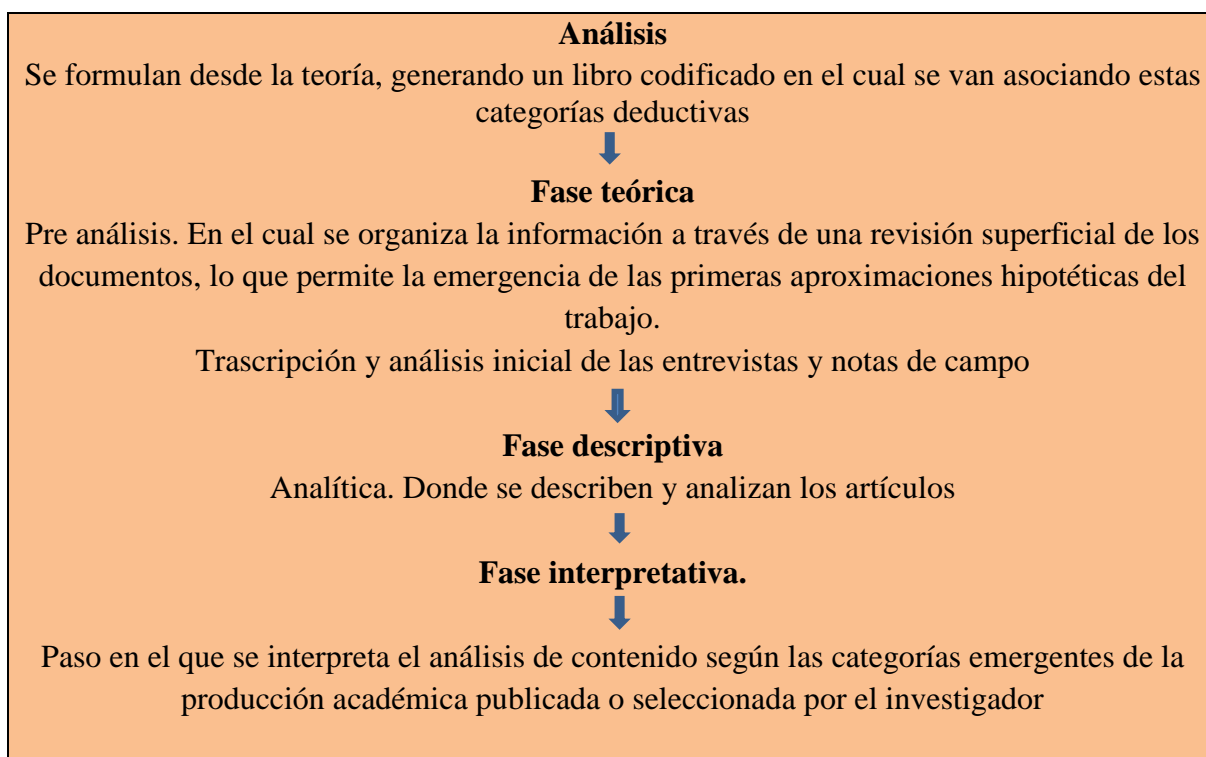 Análisis
Se formulan desde la teoría, generando un libro codificado en el cual se van asociando estas
categorías deductivas
Fase teórica
Pre análisis. En el cual se organiza la información a través de una revisión superficial de los
documentos, lo que permite la emergencia de las primeras aproximaciones hipotéticas del
trabajo.
Trascripción y análisis inicial de las entrevistas y notas de campo
Fase descriptiva
Analítica. Donde se describen y analizan los artículos
Fase interpretativa.
Paso en el que se interpreta el análisis de contenido según las categorías emergentes de la
producción académica publicada o seleccionada por el investigador